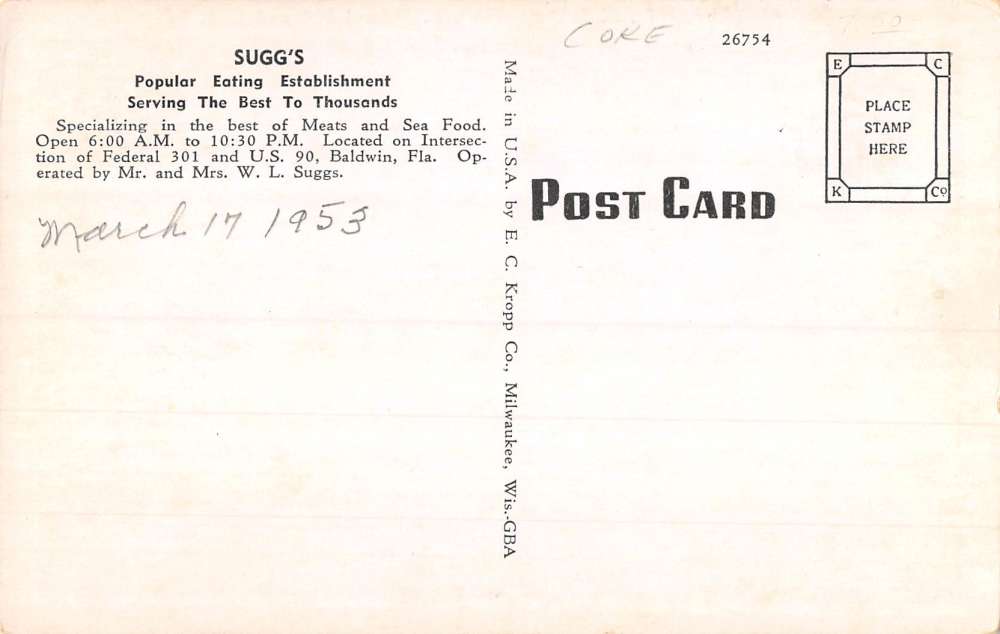 SUGG'S
Popular Eating Establishment
Serving The Best To Thousands
Specializing in the best of Meats and Sea Food.
Open 6:00 A.M. to 10:30 P.M. Located on Intersec-
tion of Federal 301 and U.S. 90, Baldwin, Fla. Op-
erated by Mr. and Mrs. W. L. Suggs.
March 17 1953
Made in U.S.A. by E. C. Kropp Co., Milwaukee, Wis.-GBA
CORE
26754
POST CARD
E C
PLACE
STAMP
HERE
K Co